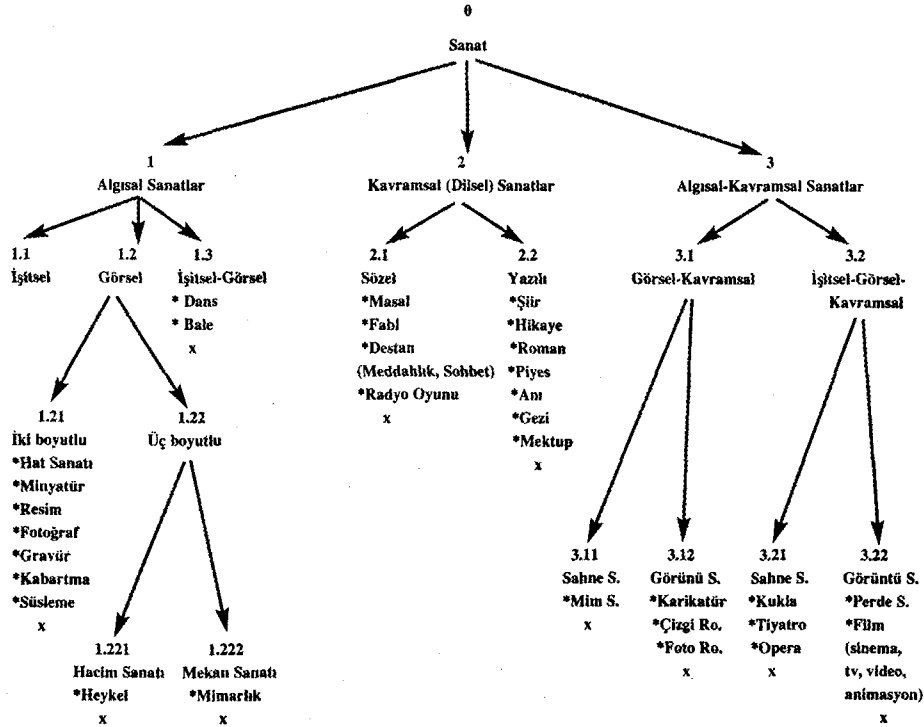 0
Sanat
1
Algısal Sanatlar
2
Kavramsal (Dilsel) Sanatlar
3
Algısal-Kavramsal Sanatlar
1.1
İşitsel
1.2
Görsel
1.3
İşitsel-Görsel
* Dans
* Bale
x
2.1
Sözel
*Masal
*Fabl
*Destan
(Meddahlık, Sohbet)
*Radyo Oyunu
x
2.2
Yazılı
*Şiir
*Hikaye
*Roman
*Piyes
*Anı
*Gezi
*Mektup
x
3.1
Görsel-Kavramsal
3.2
İşitsel-Görsel-
Kavramsal
1.21
İki boyutlu
*Hat Sanatı
*Minyatür
*Resim
*Fotoğraf
*Gravür
*Kabartma
*Süsleme
x
1.22
Üç boyutlu
1.221
Hacim Sanatı
*Heykel
x
1.222
Mekan Sanatı
*Mimarlık
x
3.11
Sahne S.
*Mim S.
x
3.12
Görünü S.
*Karikatür
*Çizgi Ro.
*Foto Ro.
x
3.21
Sahne S.
*Kukla
*Tiyatro
*Opera
x
3.22
Görüntü S.
*Perde S.
*Film
(sinema,
tv, video,
animasyon)
x